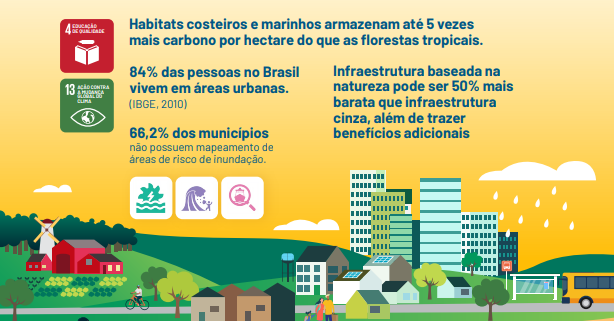 4 EDUCAÇÃO
DE QUALIDADE
13 AÇÃO CONTRA
A MUDANÇA
GLOBAL DO
CLIMA
Habitats costeiros e marinhos armazenam até 5 vezes
mais carbono por hectare do que as florestas tropicais.
84% das pessoas no Brasil
vivem em áreas urbanas.
(IBGE, 2010)
66,2% dos municípios
não possuem mapeamento de
áreas de risco de inundação.
Infraestrutura baseada na
natureza pode ser 50% mais
barata que infraestrutura
cinza, além de trazer
benefícios adicionais